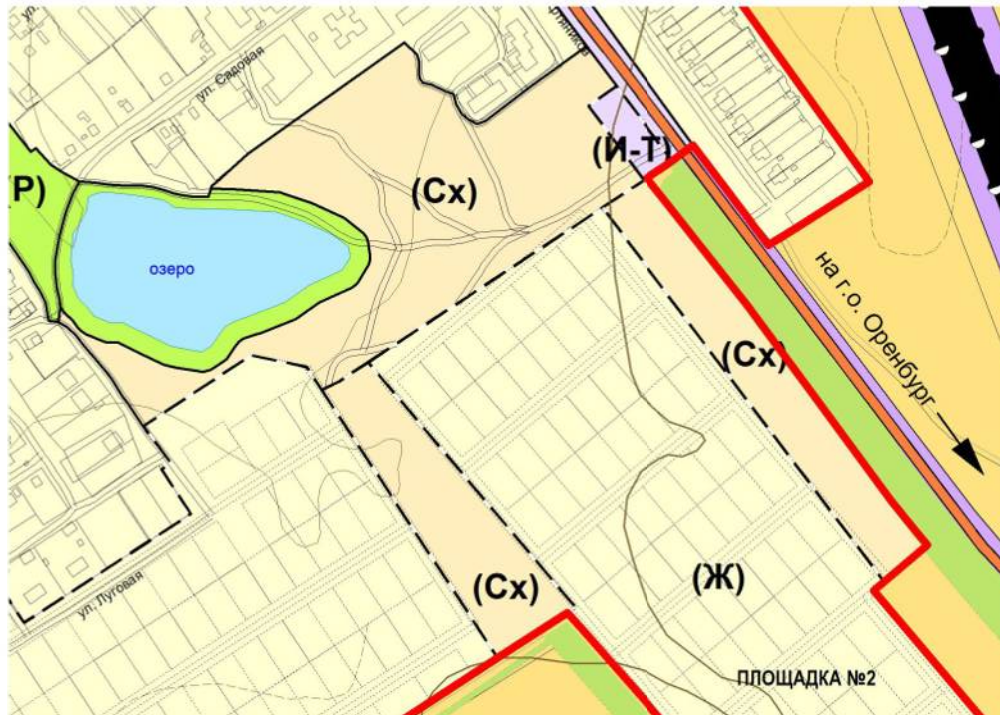 ул. Садовая
(И-Т)
(Р)
(Сх)
озеро
на г.о. Оренбург
(Сх)
(Сх)
(Ж)
ул. Луговая
ПЛОЩАДКА №2